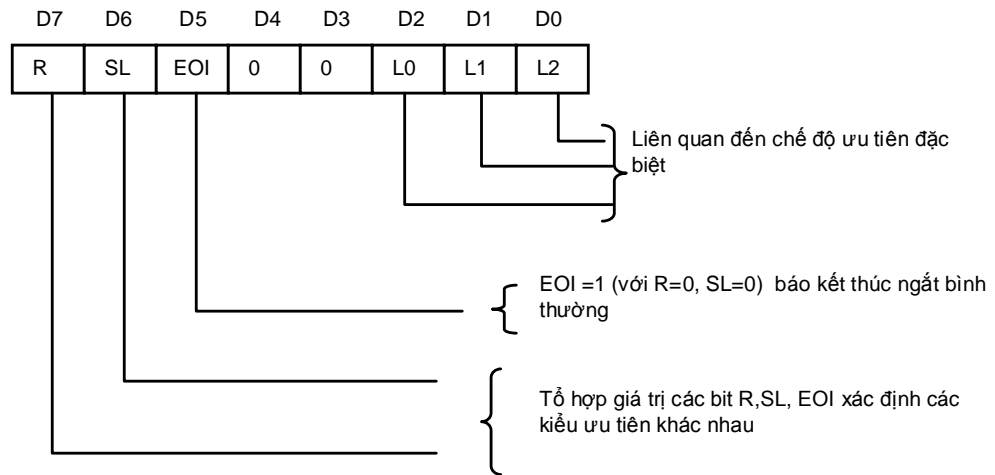 D7 D6 D5 D4 D3 D2 D1 D0
R SL EOI 0 0 L0 L1 L2
Liên quan đến chế độ ưu tiên đặc
biệt
EOI =1 (với R=0, SL=0) báo kết thúc ngắt bình
thường
Tổ hợp giá trị các bit R,SL, EOI xác định các
kiểu ưu tiên khác nhau